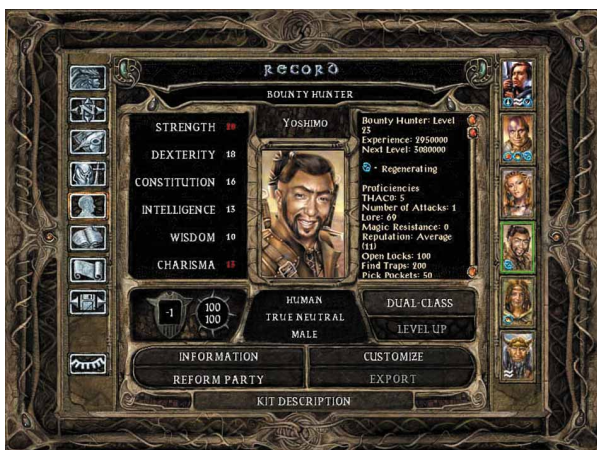 RECORD
BOUNTY HUNTER
YOSHIMO
STRENGTH 20
DEXTERITY 18
CONSTITUTION 16
INTELLIGENCE 13
WISDOM 10
CHARISMA 15
Bounty Hunter: Level
23
Experience: 2950000
Next Level: 3080000
- Regenerating
Proficiencies
THAC0: 5
Number of Attacks: 1
Lore: 69
Magic Resistance: 0
Reputation: Average
(11)
Open Locks: 100
Find Traps: 200
Pick Pockets: 50
-1
100
100
HUMAN
TRUE NEUTRAL
MALE
DUAL-CLASS
LEVEL UP
INFORMATION
CUSTOMIZE
REFORM PARTY
EXPORT
KIT DESCRIPTION